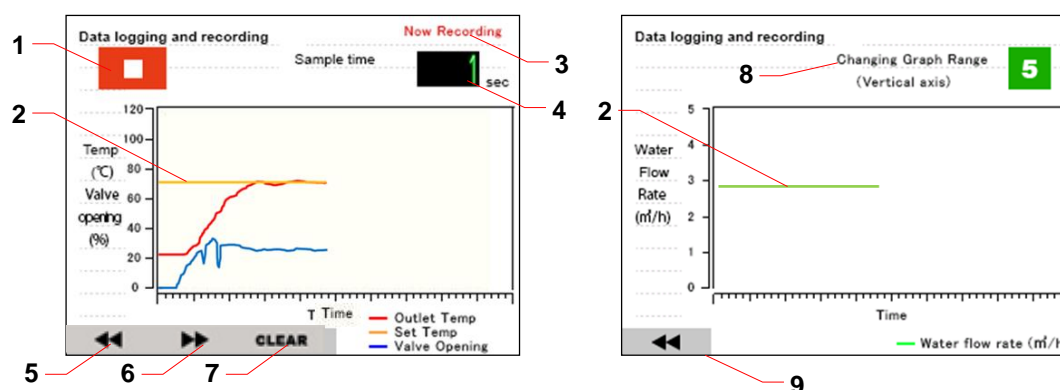 Data logging and recording
Now Recording
1
Sample time
1
sec
3
4
2
120
100
80
60
40
20
0
Temp
(℃)
Valve
opening
(%)
T Time
Outlet Temp
Set Temp
Valve Opening
CLEAR
5
6
7
Data logging and recording
8
Changing Graph Range
(Vertical axis)
5
2
5
4
3
2
1
0
Water
Flow
Rate
(㎥/h)
Time
Water flow rate (㎥/h
9